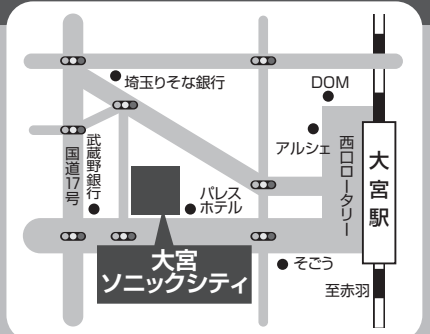 埼玉りそな銀行
DOM
アルシェ
西口ロータリー
大宮駅
国道17号
武蔵野銀行
パレス
ホテル
大宮
ソニックシティ
そごう
至赤羽